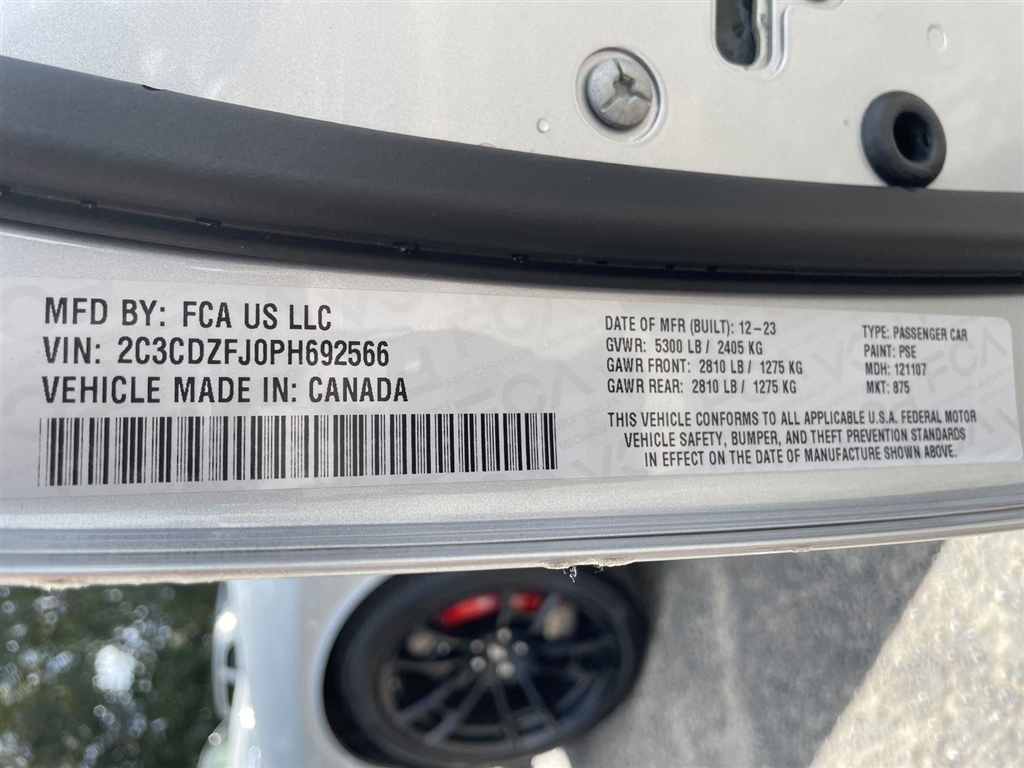 MFD BY: FCA US LLC
VIN: 2C3CDZFJ0PH692566
VEHICLE MADE IN: CANADA
DATE OF MFR (BUILT): 12-23
GVWR: 5300 LB / 2405 KG
GAWR FRONT: 2810 LB / 1275 KG
GAWR REAR: 2810 LB / 1275 KG
TYPE: PASSENGER CAR
PAINT: PSE
MDH: 121107
MKT: 875
THIS VEHICLE CONFORMS TO ALL APPLICABLE U.S.A. FEDERAL MOTOR
VEHICLE SAFETY, BUMPER, AND THEFT PREVENTION STANDARDS
IN EFFECT ON THE DATE OF MANUFACTURE SHOWN ABOVE.